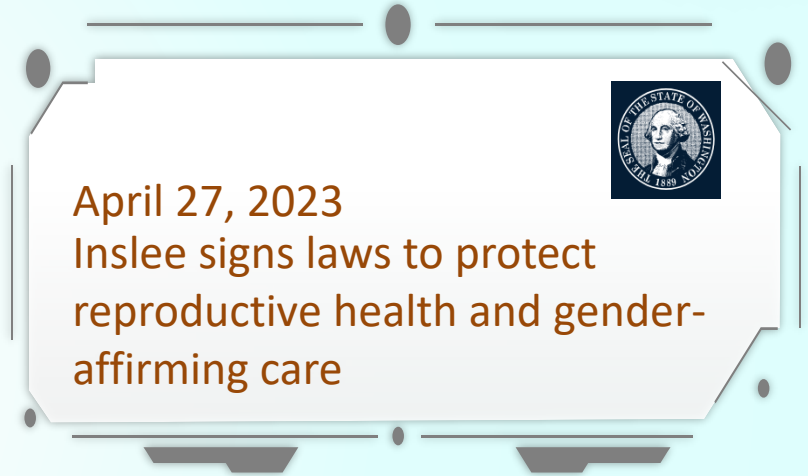 THE SEAL OF THE STATE OF WASHINGTON
1889
April 27, 2023
Inslee signs laws to protect
reproductive health and gender-
affirming care